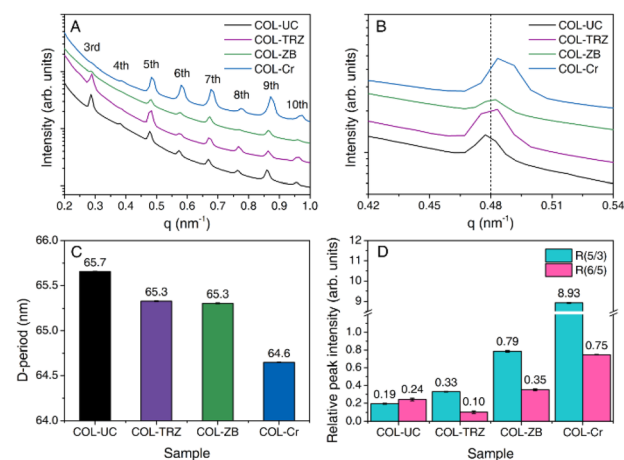 A
COL-UC
COL-TRZ
COL-ZB
COL-Cr
3rd
4th
5th
6th
7th
8th
9th
10th
Intensity (arb. units)
0.2 0.3 0.4 0.5 0.6 0.7 0.8 0.9 1.0
q (nm⁻¹)
B
COL-UC
COL-TRZ
COL-ZB
COL-Cr
Intensity (arb. units)
0.42 0.45 0.48 0.51 0.54
q (nm⁻¹)
C
66.0
65.5
65.0
64.5
64.0
D-period (nm)
65.7
65.3
65.3
64.6
COL-UC COL-TRZ COL-ZB COL-Cr
Sample
D
R(5/3)
R(6/5)
12
11
10
9
1.0
0.8
0.6
0.4
0.2
0.0
Relative peak intensity (arb. units)
0.19
0.24
0.33
0.10
0.79
0.35
8.93
0.75
COL-UC COL-TRZ COL-ZB COL-Cr
Sample